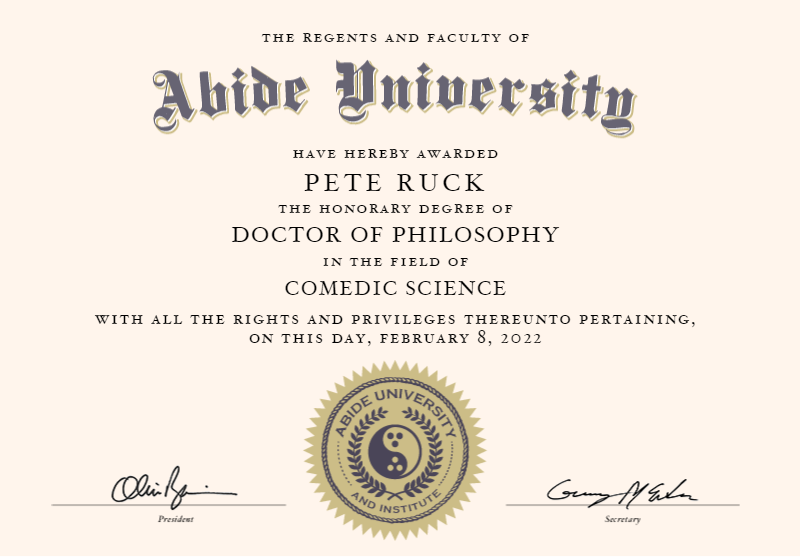 THE REGENTS AND FACULTY OF
Abide University
HAVE HEREBY AWARDED
PETE RUCK
THE HONORARY DEGREE OF
DOCTOR OF PHILOSOPHY
IN THE FIELD OF
COMEDIC SCIENCE
WITH ALL THE RIGHTS AND PRIVILEGES THEREUNTO PERTAINING,
ON THIS DAY, FEBRUARY 8, 2022
ABIDE UNIVERSITY
AND INSTITUTE
President
Secretary